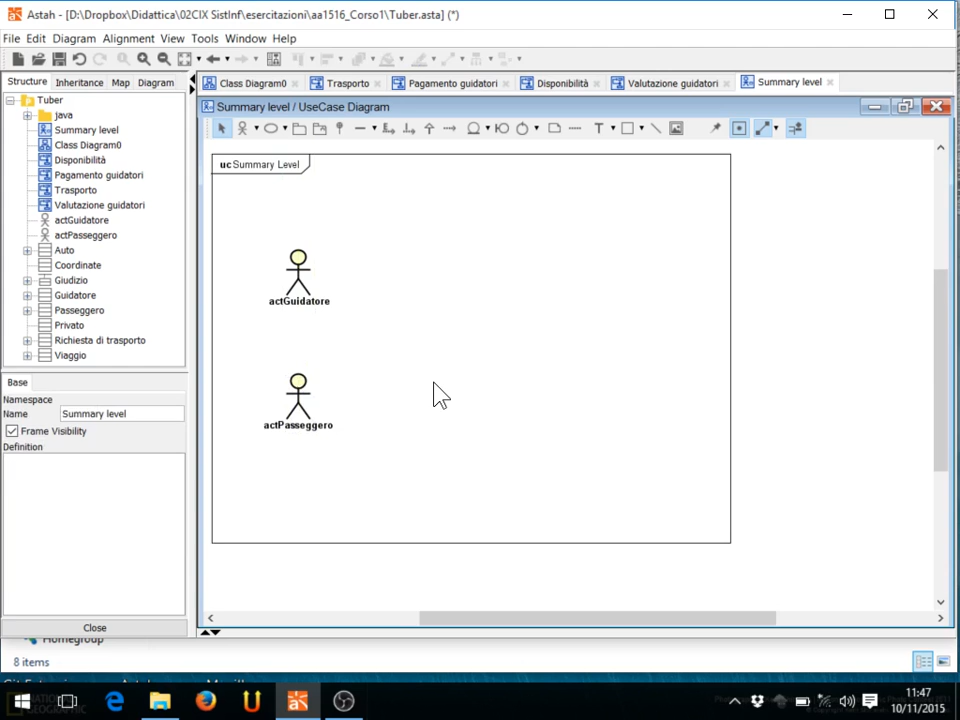 Astah - [D:\Dropbox\Didattica\02CIX SistInf\esercitazioni\aa1516_Corso1\Tuber.asta] (*)
File Edit Diagram Alignment View Tools Window Help
Structure Inheritance Map Diagram
Class Diagram0 Trasporto Pagamento guidatori Disponibilità Valutazione guidatori Summary level
Tuber
java
Summary level
Class Diagram0
Disponibilità
Pagamento guidatori
Trasporto
Valutazione guidatori
actGuidatore
actPasseggero
Auto
Coordinate
Giudizio
Guidatore
Passeggero
Privato
Richiesta di trasporto
Viaggio
Summary level / UseCase Diagram
T
uc Summary Level
actGuidatore
actPasseggero
Base
Namespace
Name Summary level
Frame Visibility
Definition
Close
Homegroup
8 items
11:47
10/11/2015